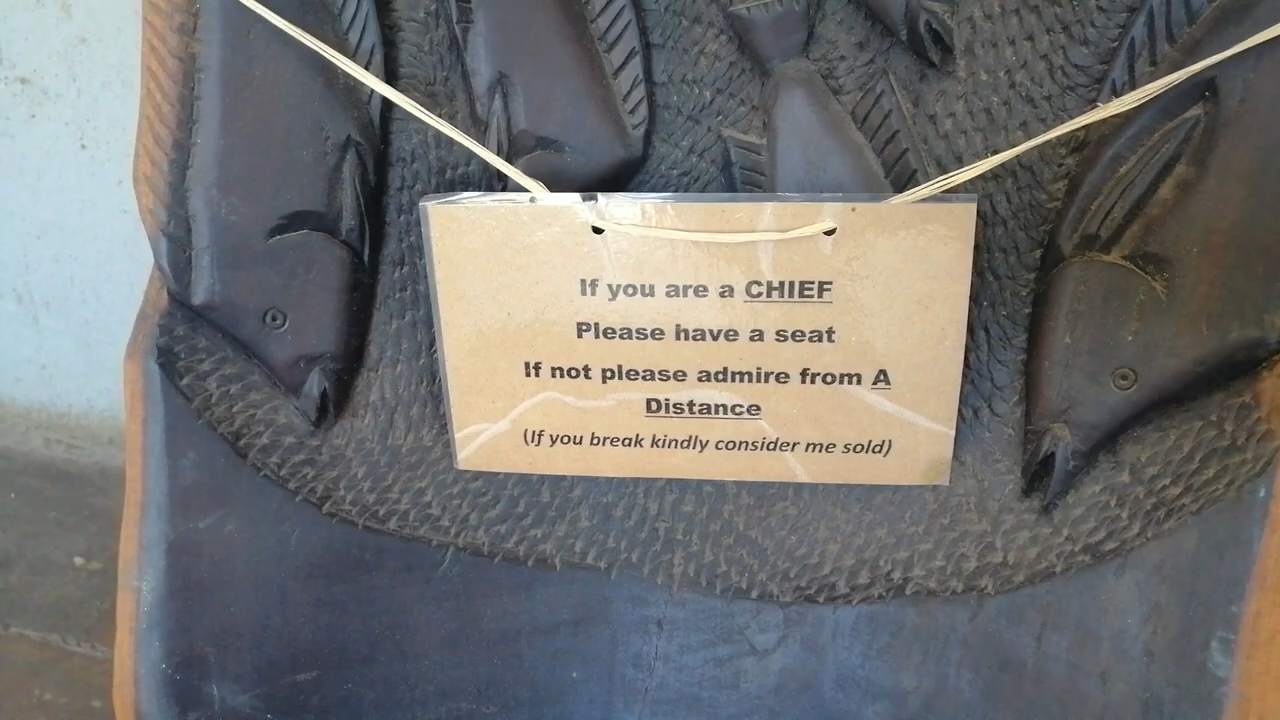 If you are a CHIEF
Please have a seat
If not please admire from A
Distance
(If you break kindly consider me sold)